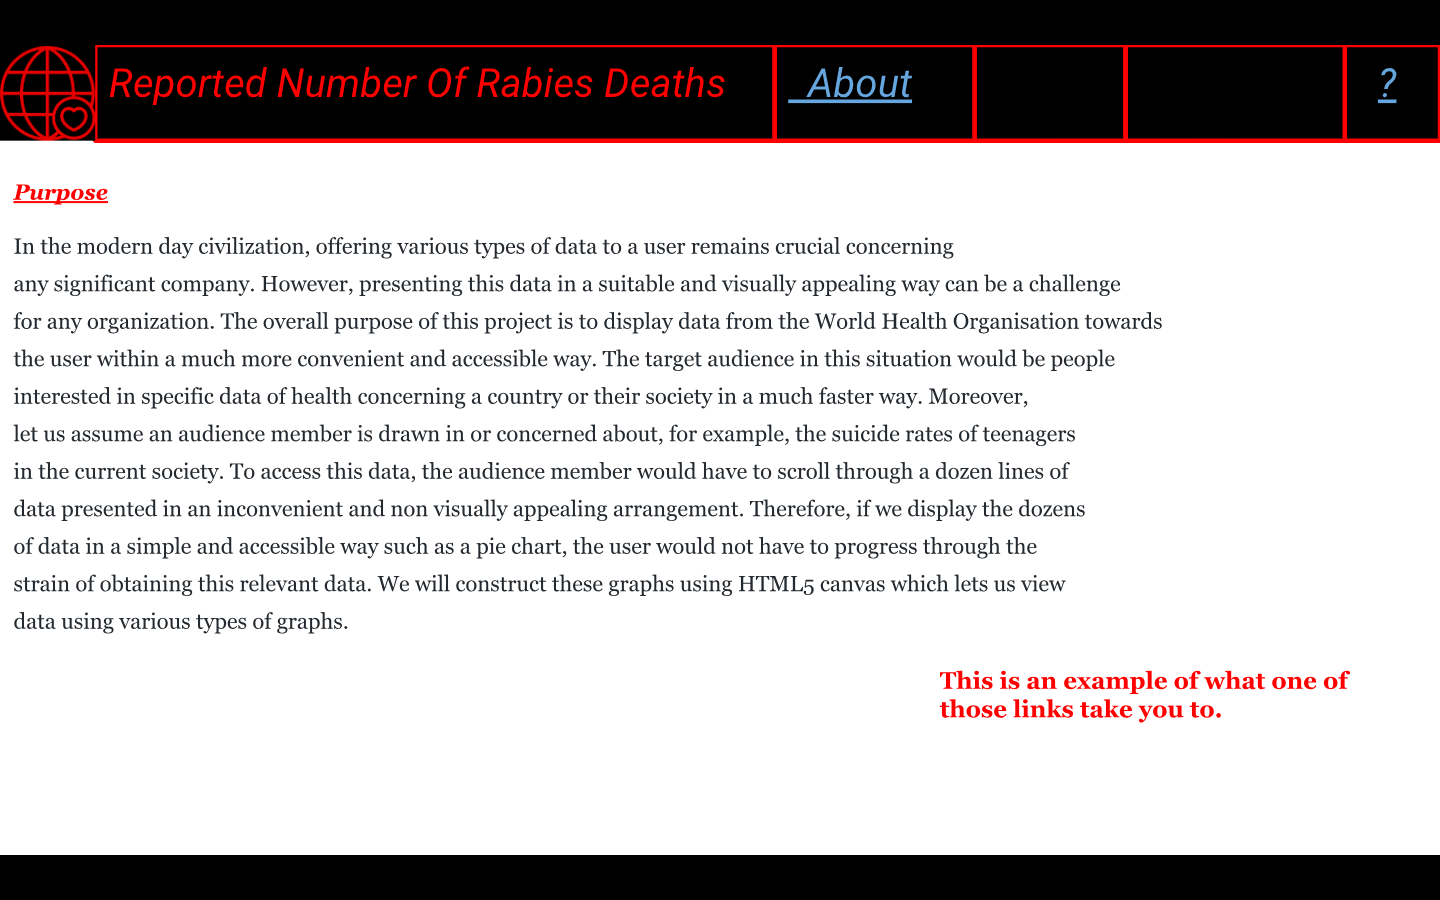 Reported Number Of Rabies Deaths
About
?
Purpose
In the modern day civilization, offering various types of data to a user remains crucial concerning
any significant company. However, presenting this data in a suitable and visually appealing way can be a challenge
for any organization. The overall purpose of this project is to display data from the World Health Organisation towards
the user within a much more convenient and accessible way. The target audience in this situation would be people
interested in specific data of health concerning a country or their society in a much faster way. Moreover,
let us assume an audience member is drawn in or concerned about, for example, the suicide rates of teenagers
in the current society. To access this data, the audience member would have to scroll through a dozen lines of
data presented in an inconvenient and non visually appealing arrangement. Therefore, if we display the dozens
of data in a simple and accessible way such as a pie chart, the user would not have to progress through the
strain of obtaining this relevant data. We will construct these graphs using HTML5 canvas which lets us view
data using various types of graphs.
This is an example of what one of
those links take you to.